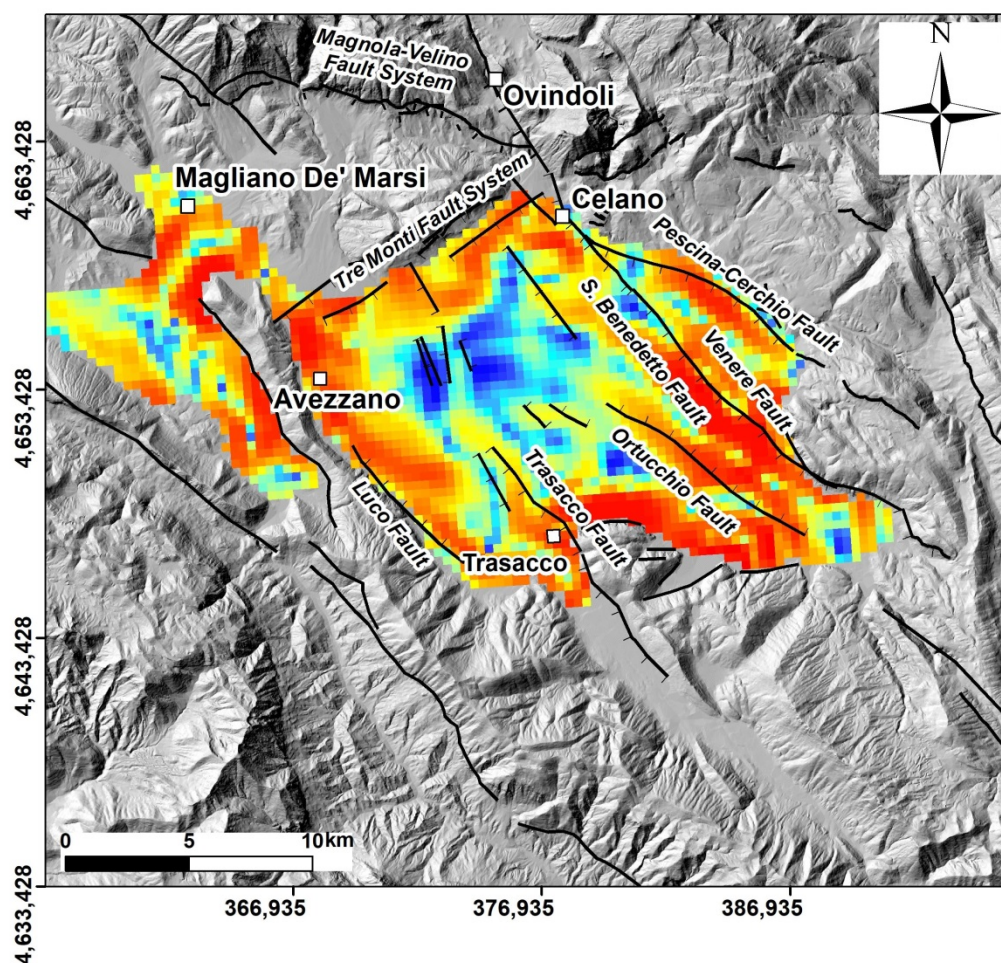 N
Magnola-Velino
Fault System
Ovindoli
4,663,428
Magliano De' Marsi
Celano
Tre Monti Fault System
Pescina-Cerchio Fault
S. Benedetto Fault
Venere Fault
Avezzano
4,653,428
Ortucchio Fault
Trasacco Fault
Luco Fault
Trasacco
4,643,428
0 5 10km
4,633,428
366,935 376,935 386,935